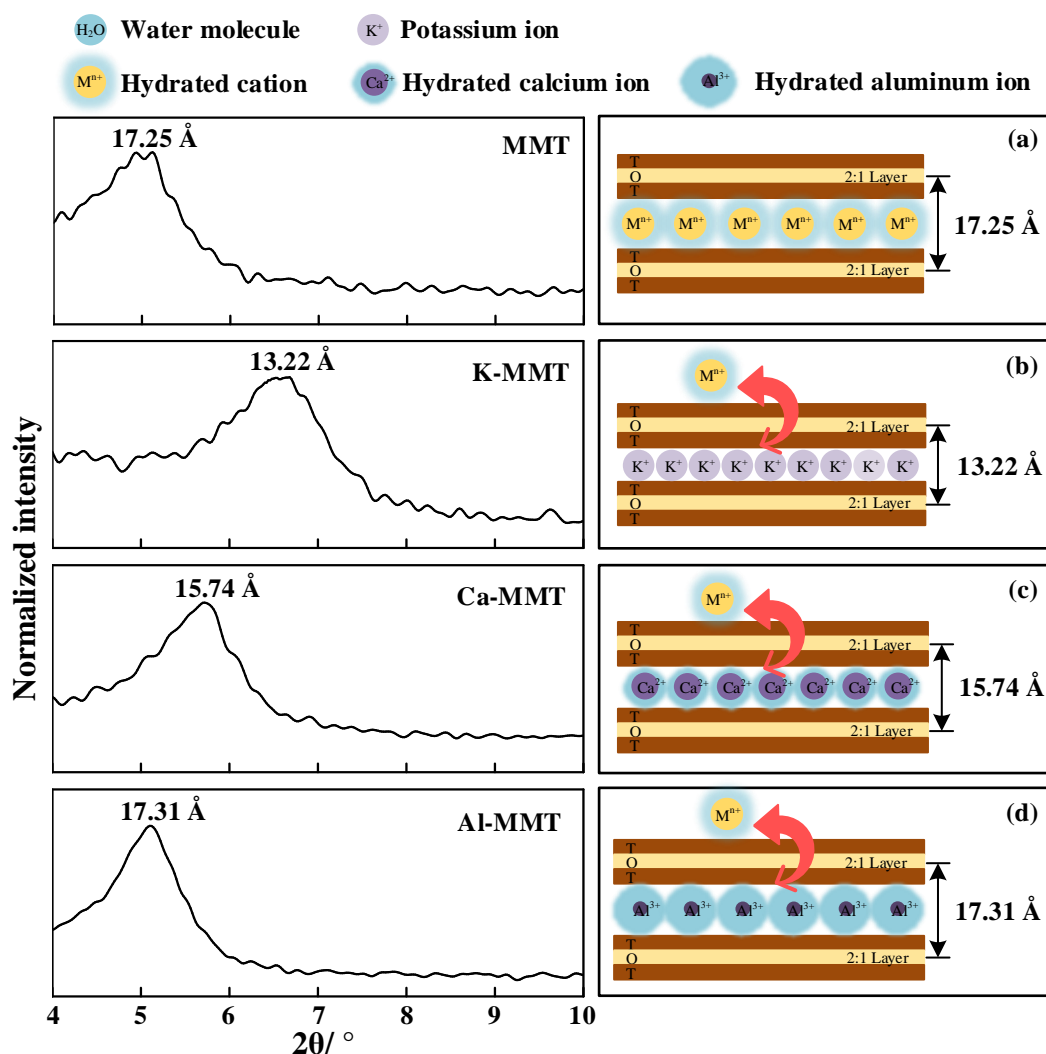 H₂O Water molecule K⁺ Potassium ion
Mⁿ⁺ Hydrated cation Ca²⁺ Hydrated calcium ion Al³⁺ Hydrated aluminum ion
Normalized intensity
17.25 Å MMT
(a)
T
O 2:1 Layer
T
Mⁿ⁺ Mⁿ⁺ Mⁿ⁺ Mⁿ⁺ Mⁿ⁺ Mⁿ⁺ 17.25 Å
T
O 2:1 Layer
T
13.22 Å K-MMT
(b)
Mⁿ⁺
T
O 2:1 Layer
T
K⁺ K⁺ K⁺ K⁺ K⁺ K⁺ K⁺ K⁺ K⁺ 13.22 Å
T
O 2:1 Layer
T
15.74 Å Ca-MMT
(c)
Mⁿ⁺
T
O 2:1 Layer
T
Ca²⁺ Ca²⁺ Ca²⁺ Ca²⁺ Ca²⁺ Ca²⁺ Ca²⁺ 15.74 Å
T
O 2:1 Layer
T
17.31 Å Al-MMT
(d)
Mⁿ⁺
T
O 2:1 Layer
T
Al³⁺ Al³⁺ Al³⁺ Al³⁺ Al³⁺ Al³⁺ 17.31 Å
T
O 2:1 Layer
T
4 5 6 7 8 9 10
2θ/ °